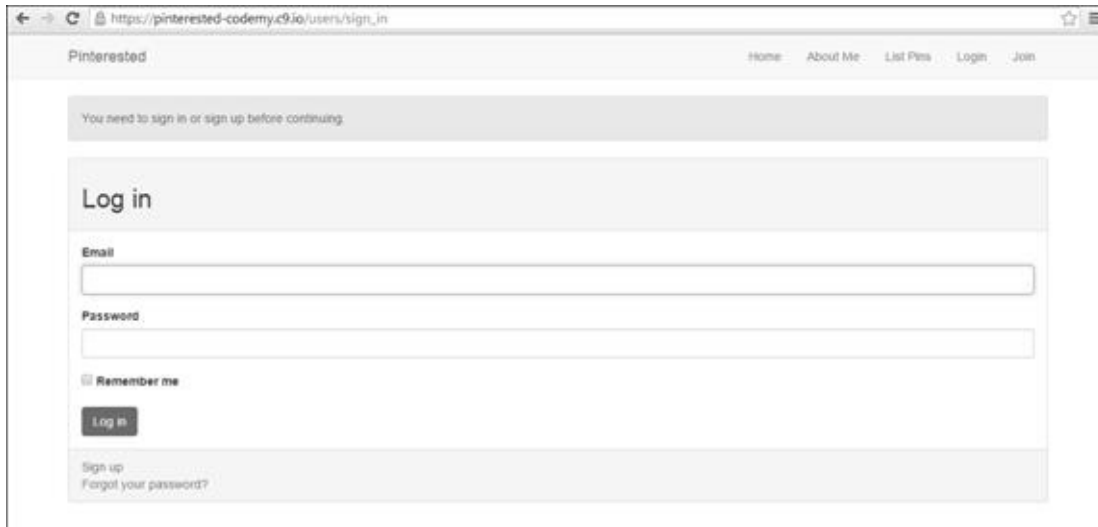 https://pinterested-codemy.c9.io/users/sign_in
Pinterested Home About Me List Pins Login Join
You need to sign in or sign up before continuing.
Log in
Email
Password
Remember me
Log in
Sign up
Forgot your password?